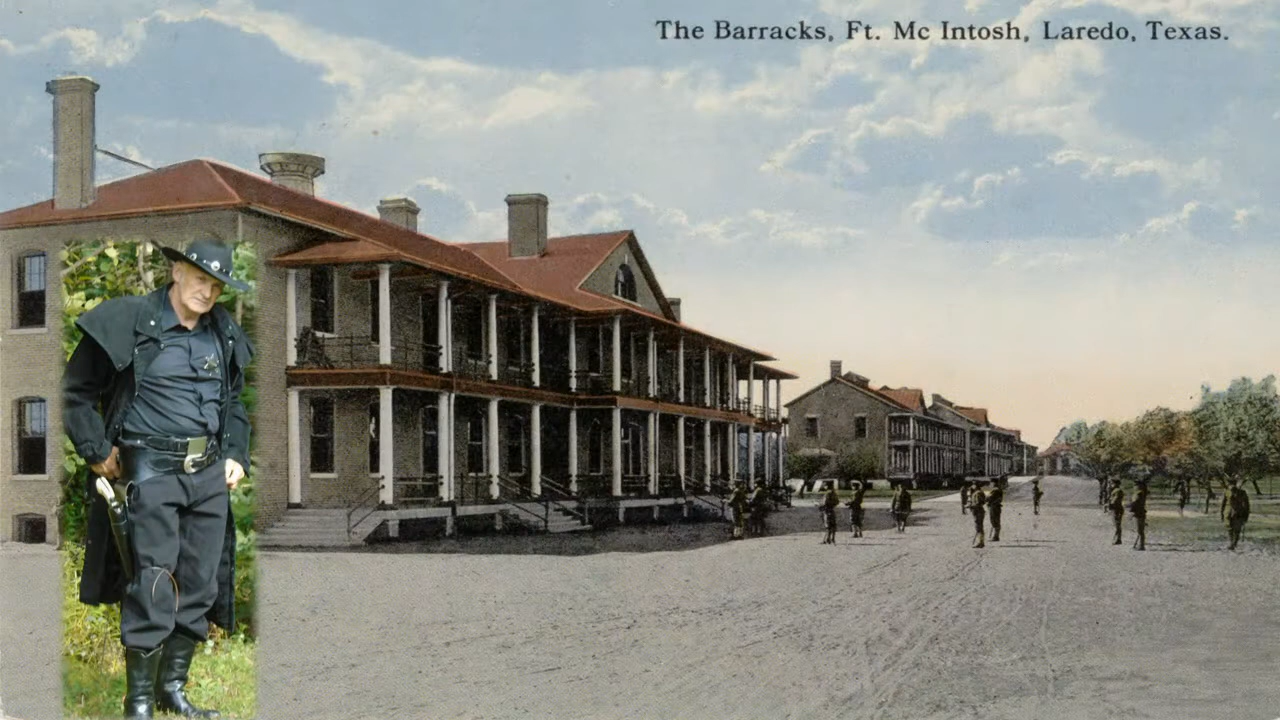 The Barracks, Ft. Mc Intosh, Laredo, Texas.